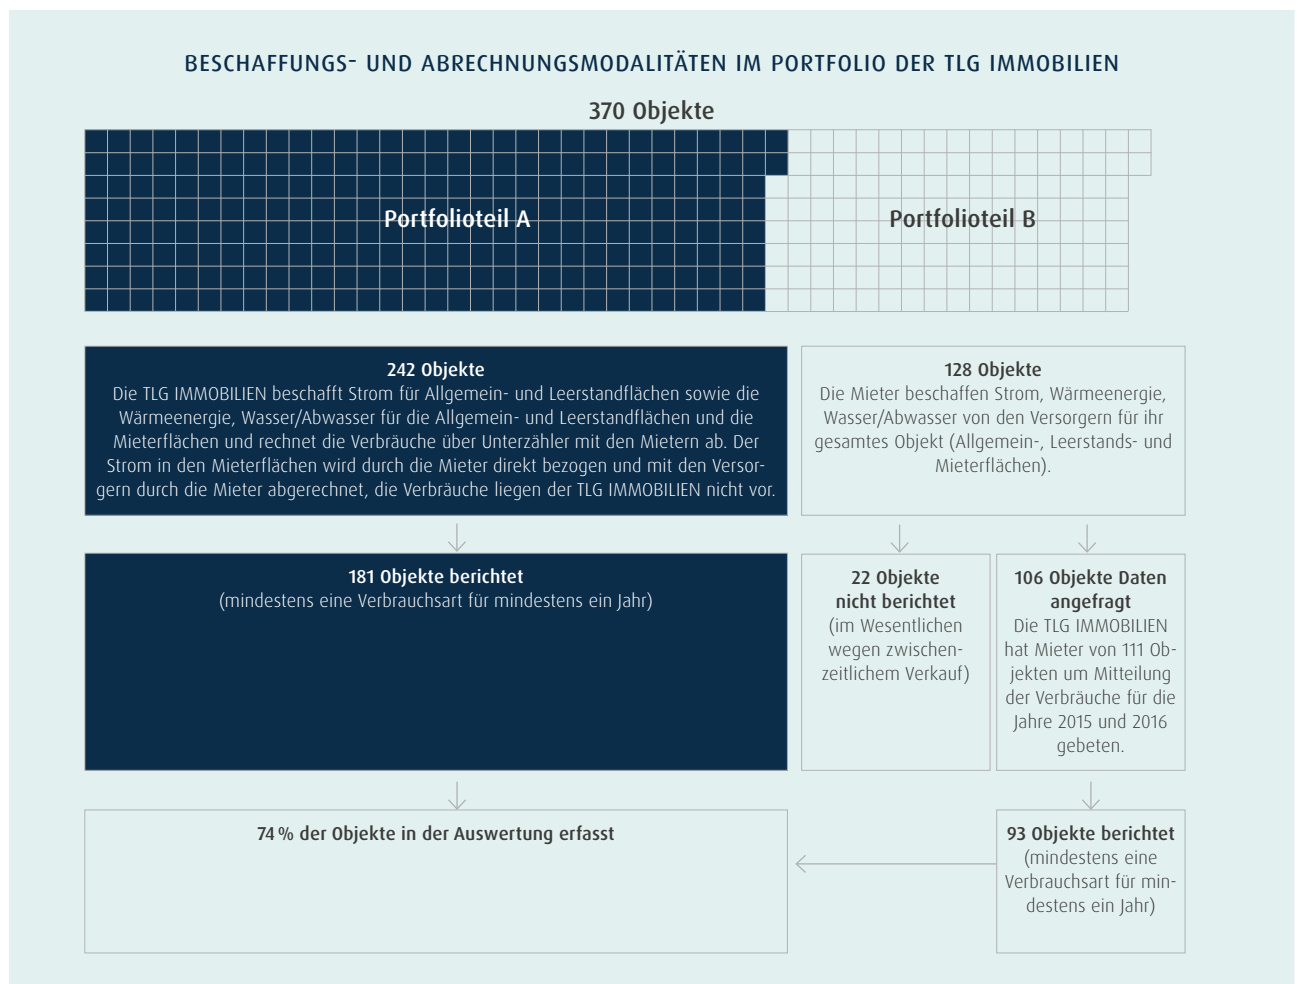 BESCHAFFUNGS- UND ABRECHNUNGSMODALITÄTEN IM PORTFOLIO DER TLG IMMOBILIEN
370 Objekte
Portfolioteil A
Portfolioteil B
242 Objekte
Die TLG IMMOBILIEN beschafft Strom für Allgemein- und Leerstandflächen sowie die
Wärmeenergie, Wasser/Abwasser für die Allgemein- und Leerstandflächen und die
Mieterflächen und rechnet die Verbräuche über Unterzähler mit den Mietern ab. Der
Strom in den Mieterflächen wird durch die Mieter direkt bezogen und mit den Versor-
gern durch die Mieter abgerechnet, die Verbräuche liegen der TLG IMMOBILIEN nicht vor.
128 Objekte
Die Mieter beschaffen Strom, Wärmeenergie,
Wasser/Abwasser von den Versorgern für ihr
gesamtes Objekt (Allgemein-, Leerstands- und
Mieterflächen).
181 Objekte berichtet
(mindestens eine Verbrauchsart für mindestens ein Jahr)
22 Objekte
nicht berichtet
(im Wesentlichen
wegen zwischen-
zeitlichem Verkauf)
106 Objekte Daten
angefragt
Die TLG IMMOBILIEN
hat Mieter von 111 Ob-
jekten um Mitteilung
der Verbräuche für die
Jahre 2015 und 2016
gebeten.
74 % der Objekte in der Auswertung erfasst
93 Objekte berichtet
(mindestens eine
Verbrauchsart für min-
destens ein Jahr)